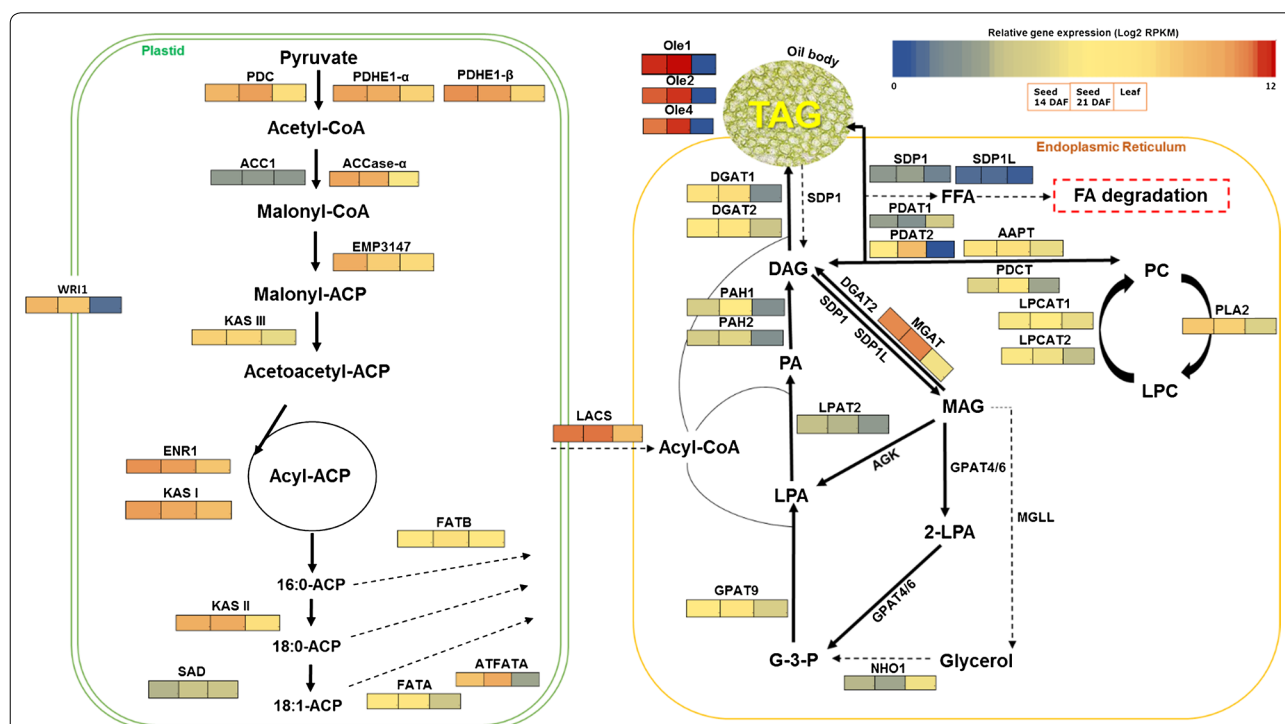 Plastid
Pyruvate
PDC
PDHE1-α
PDHE1-β
Acetyl-CoA
ACC1
ACCase-α
Malonyl-CoA
EMP3147
WRI1
Malonyl-ACP
KAS III
Acetoacetyl-ACP
ENR1
Acyl-ACP
KAS I
FATB
16:0-ACP
KAS II
18:0-ACP
SAD
ATFATA
FATA
18:1-ACP
LACS
Ole1
Ole2
Ole4
Oil body
TAG
Relative gene expression (Log2 RPKM)
0
12
Seed
14 DAF
Seed
21 DAF
Leaf
Endoplasmic Reticulum
DGAT1
DGAT2
SDP1
SDP1
SDP1L
FFA
FA degradation
PDAT1
PDAT2
AAPT
DAG
PC
PDCT
LPCAT1
LPCAT2
PLA2
LPC
PAH1
PAH2
DGAT2
SDP1
SDP1L
MGAT
PA
MAG
LPAT2
Acyl-CoA
AGK
GPAT4/6
LPA
MGLL
2-LPA
GPAT9
GPAT4/6
G-3-P
Glycerol
NHO1